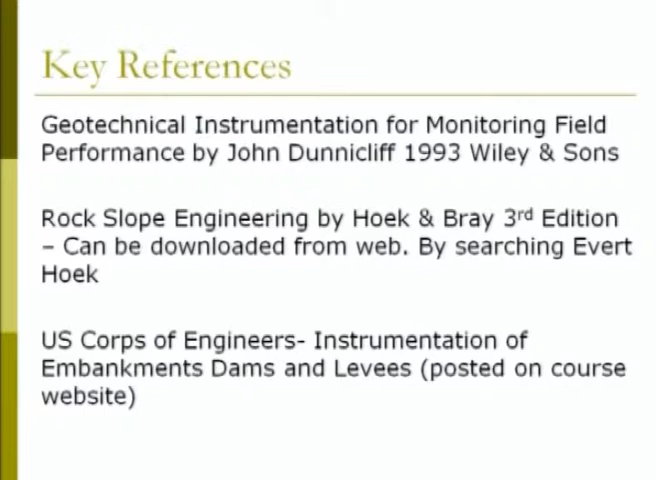 Key References
Geotechnical Instrumentation for Monitoring Field
Performance by John Dunnicliff 1993 Wiley & Sons
Rock Slope Engineering by Hoek & Bray 3rd Edition
– Can be downloaded from web. By searching Evert
Hoek
US Corps of Engineers- Instrumentation of
Embankments Dams and Levees (posted on course
website)